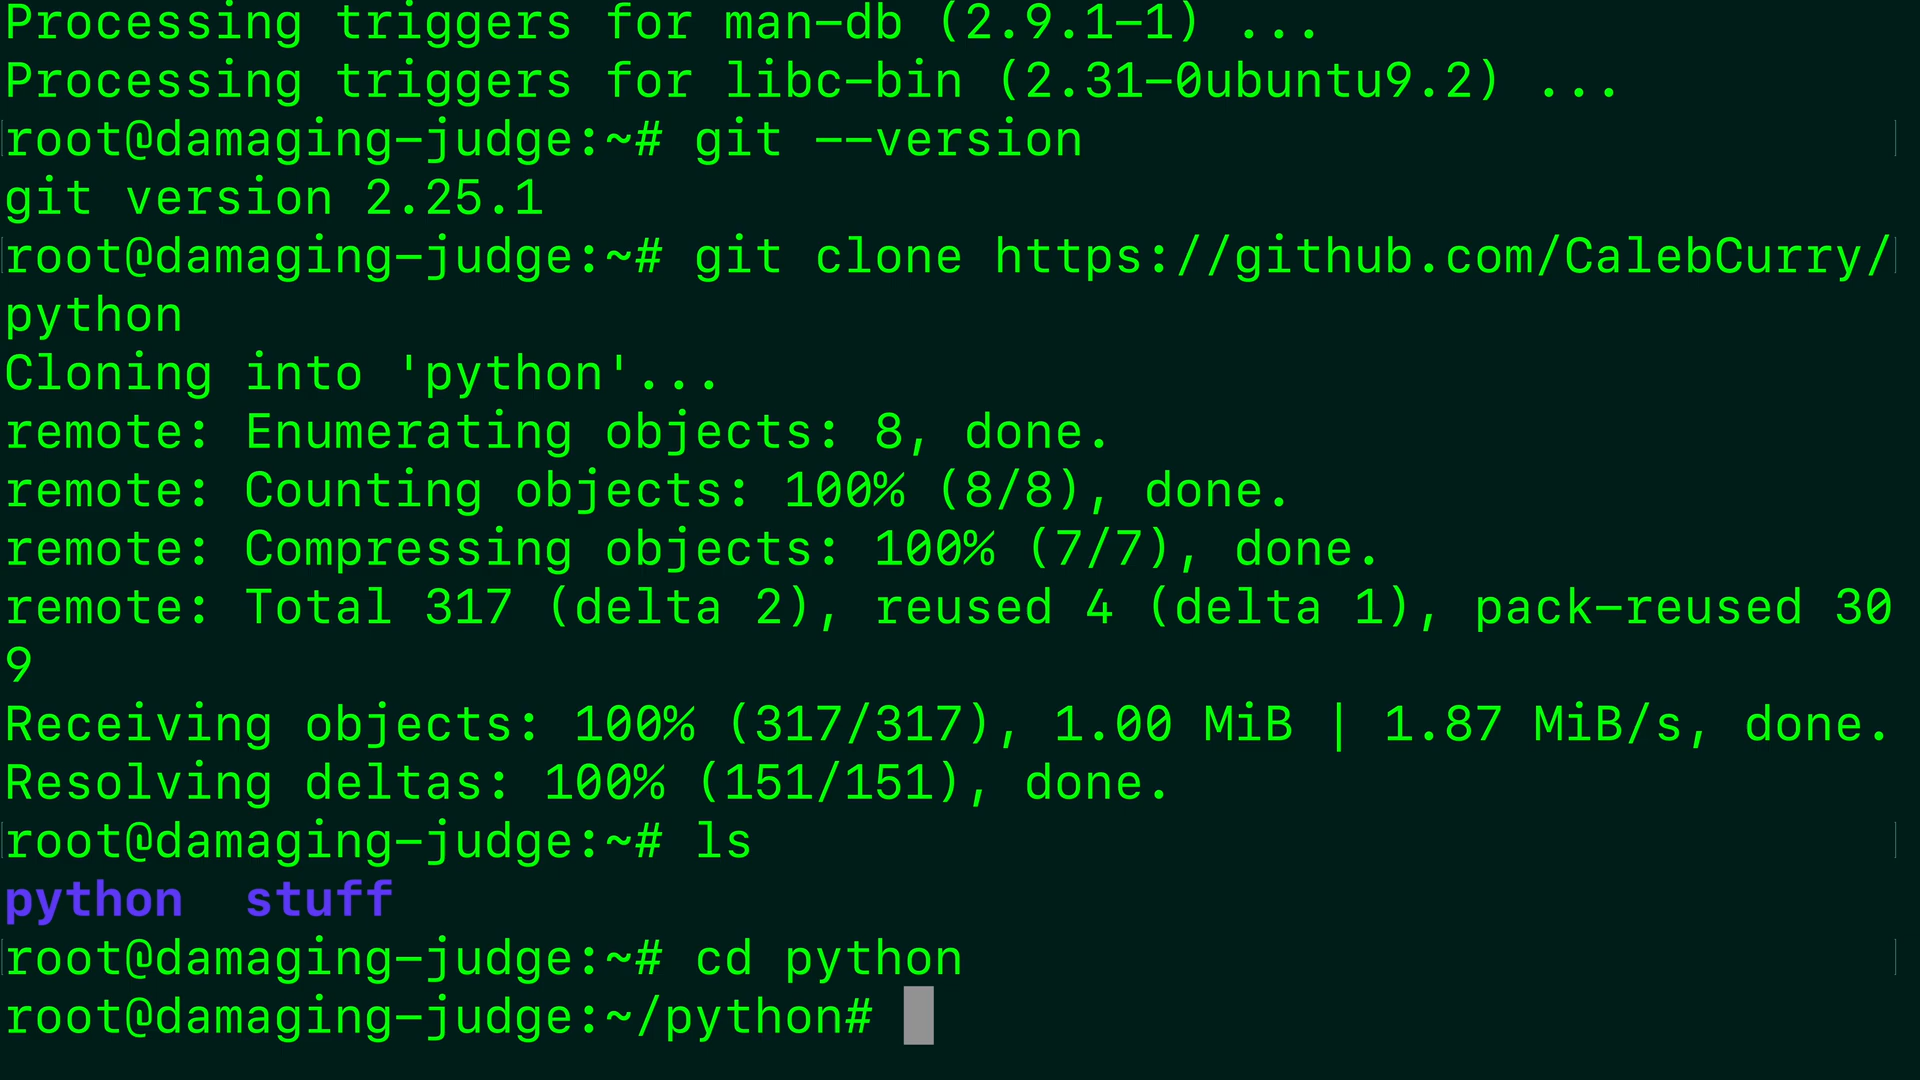 Processing triggers for man-db (2.9.1-1) ...
Processing triggers for libc-bin (2.31-0ubuntu9.2) ...
root@damaging-judge:~# git --version
git version 2.25.1
root@damaging-judge:~# git clone https://github.com/CalebCurry/
python
Cloning into 'python'...
remote: Enumerating objects: 8, done.
remote: Counting objects: 100% (8/8), done.
remote: Compressing objects: 100% (7/7), done.
remote: Total 317 (delta 2), reused 4 (delta 1), pack-reused 30
9
Receiving objects: 100% (317/317), 1.00 MiB | 1.87 MiB/s, done.
Resolving deltas: 100% (151/151), done.
root@damaging-judge:~# ls
python  stuff
root@damaging-judge:~# cd python
root@damaging-judge:~/python#